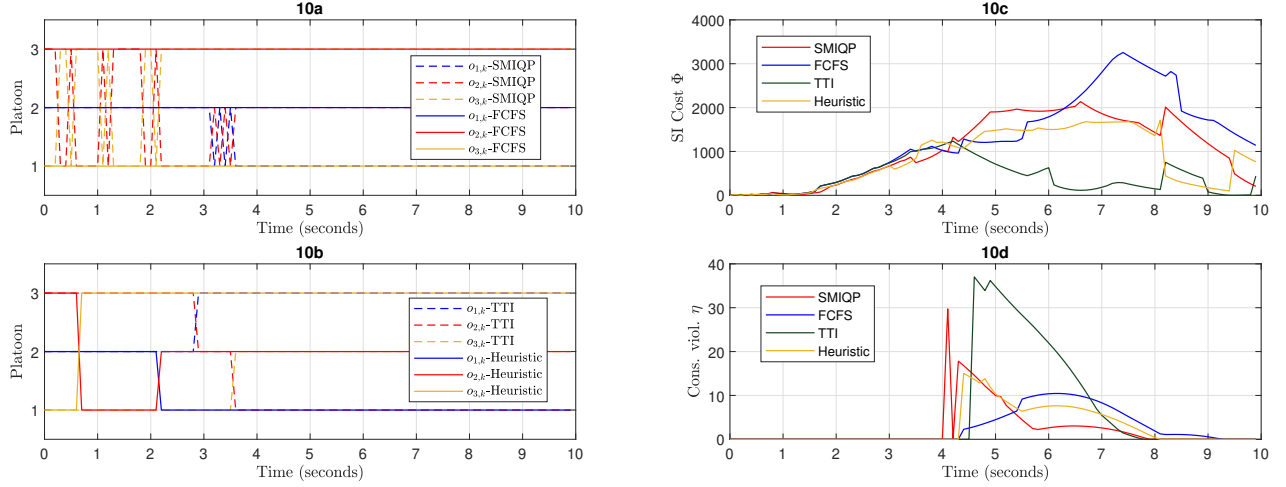 10a
Platoon
3
2
1
o1,k-SMIQP
o2,k-SMIQP
o3,k-SMIQP
o1,k-FCFS
o2,k-FCFS
o3,k-FCFS
0 1 2 3 4 5 6 7 8 9 10
Time (seconds)
10c
SI Cost Φ
4000
3000
2000
1000
0
SMIQP
FCFS
TTI
Heuristic
0 1 2 3 4 5 6 7 8 9 10
Time (seconds)
10b
Platoon
3
2
1
o1,k-TTI
o2,k-TTI
o3,k-TTI
o1,k-Heuristic
o2,k-Heuristic
o3,k-Heuristic
0 1 2 3 4 5 6 7 8 9 10
Time (seconds)
10d
Cons. viol. η
40
30
20
10
0
SMIQP
FCFS
TTI
Heuristic
0 1 2 3 4 5 6 7 8 9 10
Time (seconds)